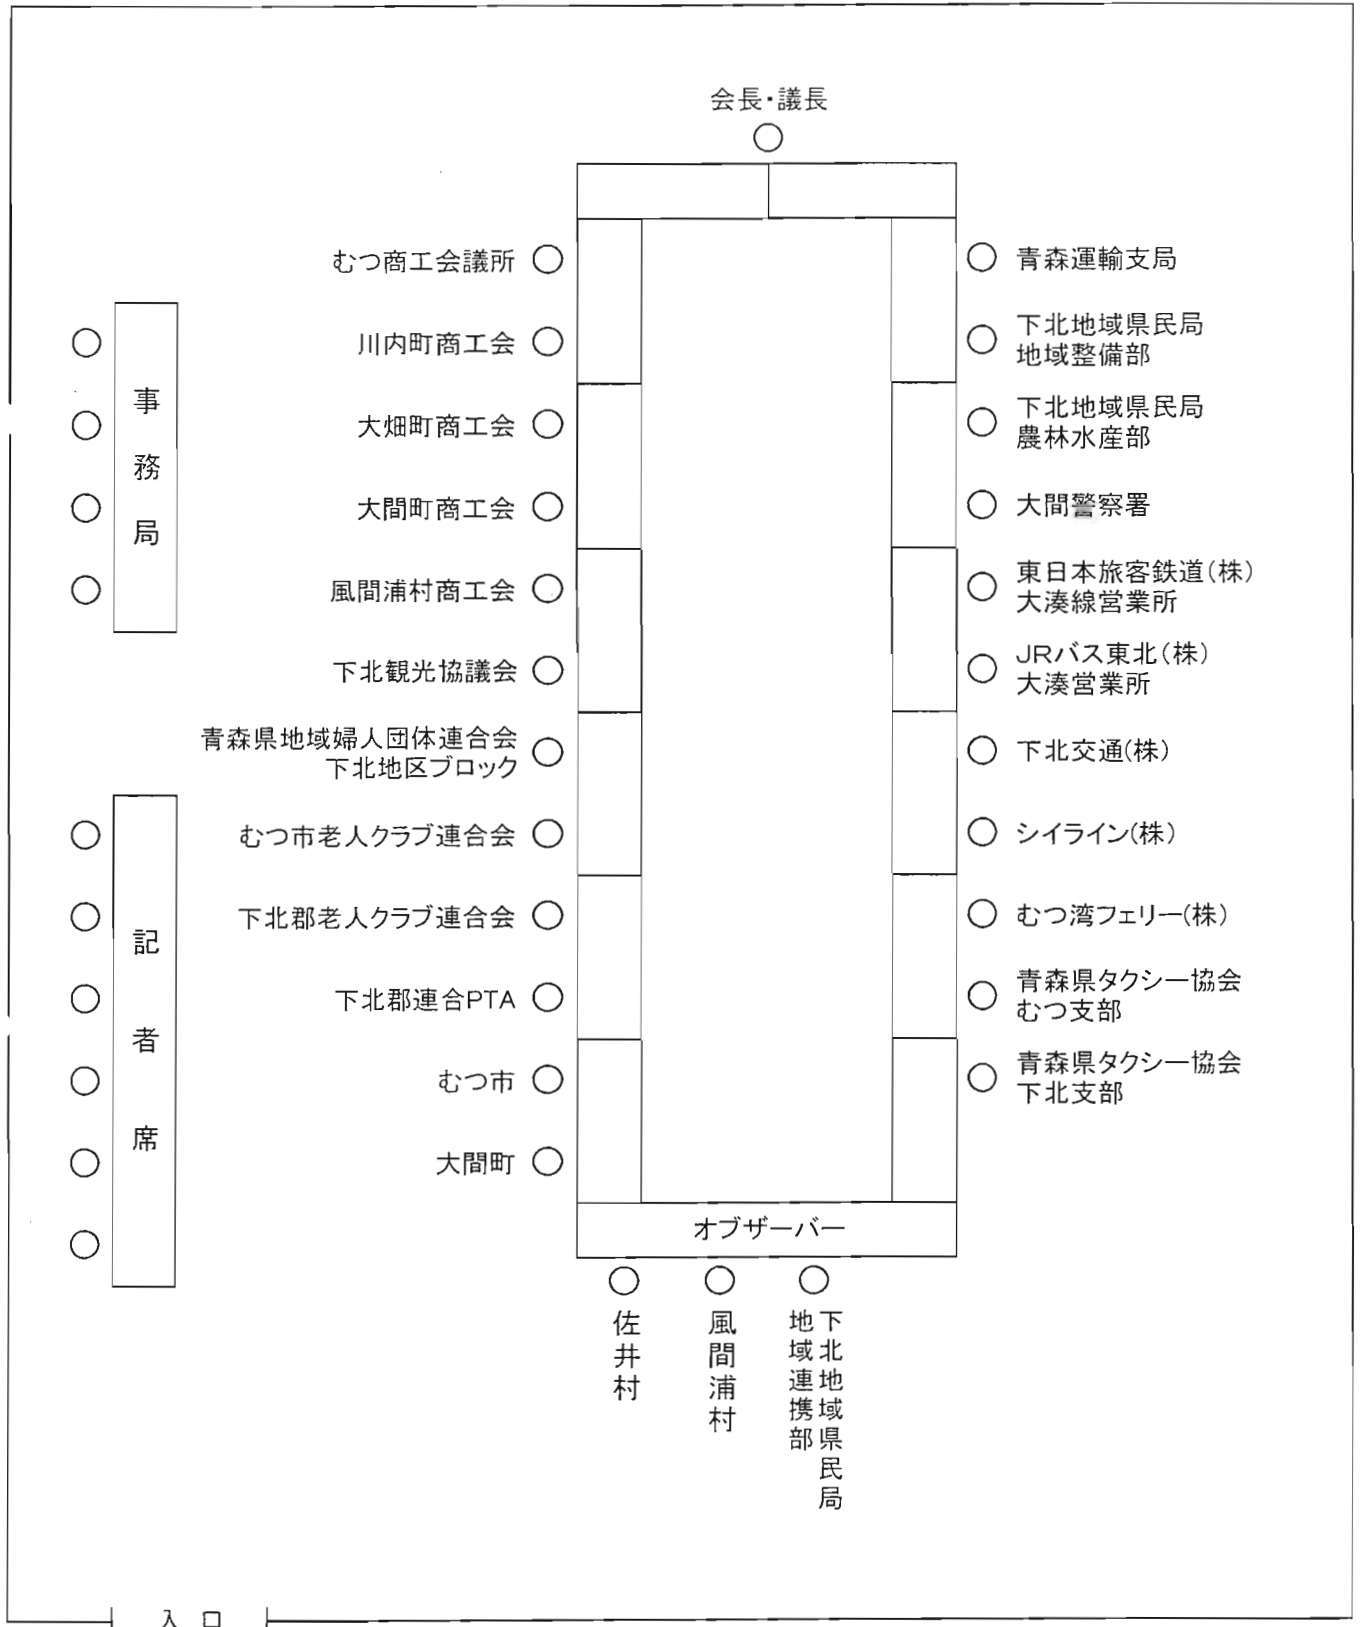 会長・議長
むつ商工会議所
川内町商工会
大畑町商工会
大間町商工会
風間浦村商工会
下北観光協議会
青森県地域婦人団体連合会
下北地区ブロック
むつ市老人クラブ連合会
下北郡老人クラブ連合会
下北郡連合PTA
むつ市
大間町
青森運輸支局
下北地域県民局
地域整備部
下北地域県民局
農林水産部
大間警察署
東日本旅客鉄道(株)
大湊線営業所
JRバス東北(株)
大湊営業所
下北交通(株)
シイライン(株)
むつ湾フェリー(株)
青森県タクシー協会
むつ支部
青森県タクシー協会
下北支部
事務局
記者席
オブザーバー
佐井村
風間浦村
下北地域県民局
地域連携部
入口